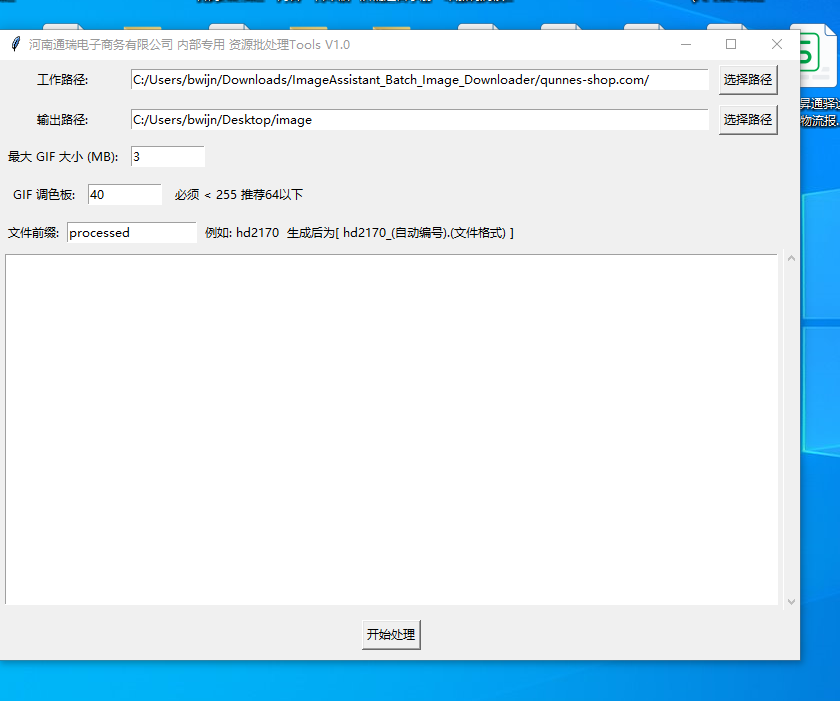 河南通瑞电子商务有限公司 内部专用 资源批处理Tools V1.0
工作路径: C:/Users/bwijn/Downloads/ImageAssistant_Batch_Image_Downloader/qunnes-shop.com/ 选择路径
输出路径: C:/Users/bwijn/Desktop/image 选择路径
最大 GIF 大小 (MB): 3
GIF 调色板: 40 必须 < 255 推荐64以下
文件前缀: processed 例如: hd2170 生成后为[ hd2170_(自动编号).(文件格式) ]
开始处理
物流报